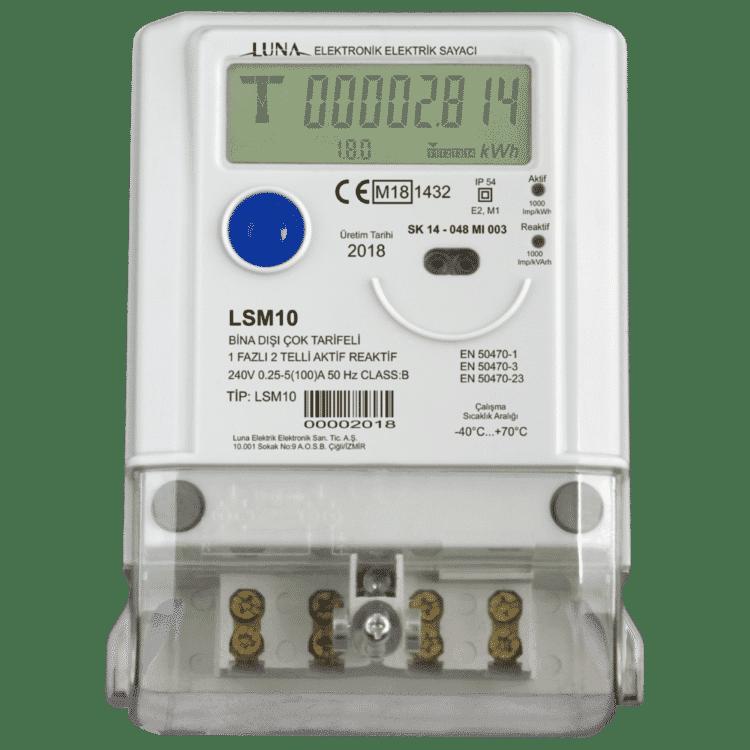 LUNA ELEKTRONİK ELEKTRİK SAYACI
T 00002.814
1.8.0 kWh
CE M18 1432
IP 54
E2, M1
Aktif
1000
Imp/kWh
Üretim Tarihi
2018
SK 14 - 048 MI 003
Reaktif
1000
Imp/kVArh
LSM10
BİNA DIŞI ÇOK TARİFELİ
1 FAZLI 2 TELLİ AKTİF REAKTİF
240V 0.25-5(100)A 50 Hz CLASS:B
TİP: LSM10
00002018
Luna Elektrik Elektronik San. Tic. A.Ş.
10.001 Sokak No:9 A.O.S.B. Çiğli/İZMİR
EN 50470-1
EN 50470-3
EN 50470-23
Çalışma
Sıcaklık Aralığı
-40°C...+70°C